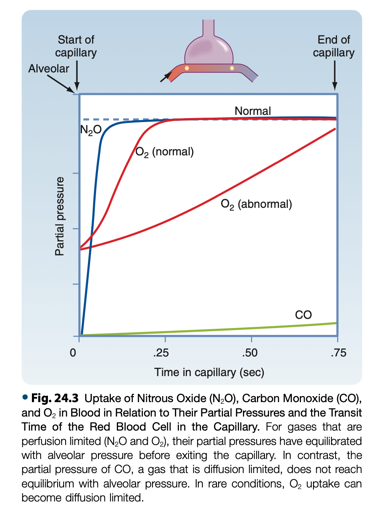 Start of
capillary
End of
capillary
Alveolar
Normal
N₂O
O₂ (normal)
O₂ (abnormal)
Partial pressure
CO
0
.25
.50
.75
Time in capillary (sec)
• Fig. 24.3 Uptake of Nitrous Oxide (N₂O), Carbon Monoxide (CO),
and O₂ in Blood in Relation to Their Partial Pressures and the Transit
Time of the Red Blood Cell in the Capillary. For gases that are
perfusion limited (N₂O and O₂), their partial pressures have equilibrated
with alveolar pressure before exiting the capillary. In contrast, the
partial pressure of CO, a gas that is diffusion limited, does not reach
equilibrium with alveolar pressure. In rare conditions, O₂ uptake can
become diffusion limited.